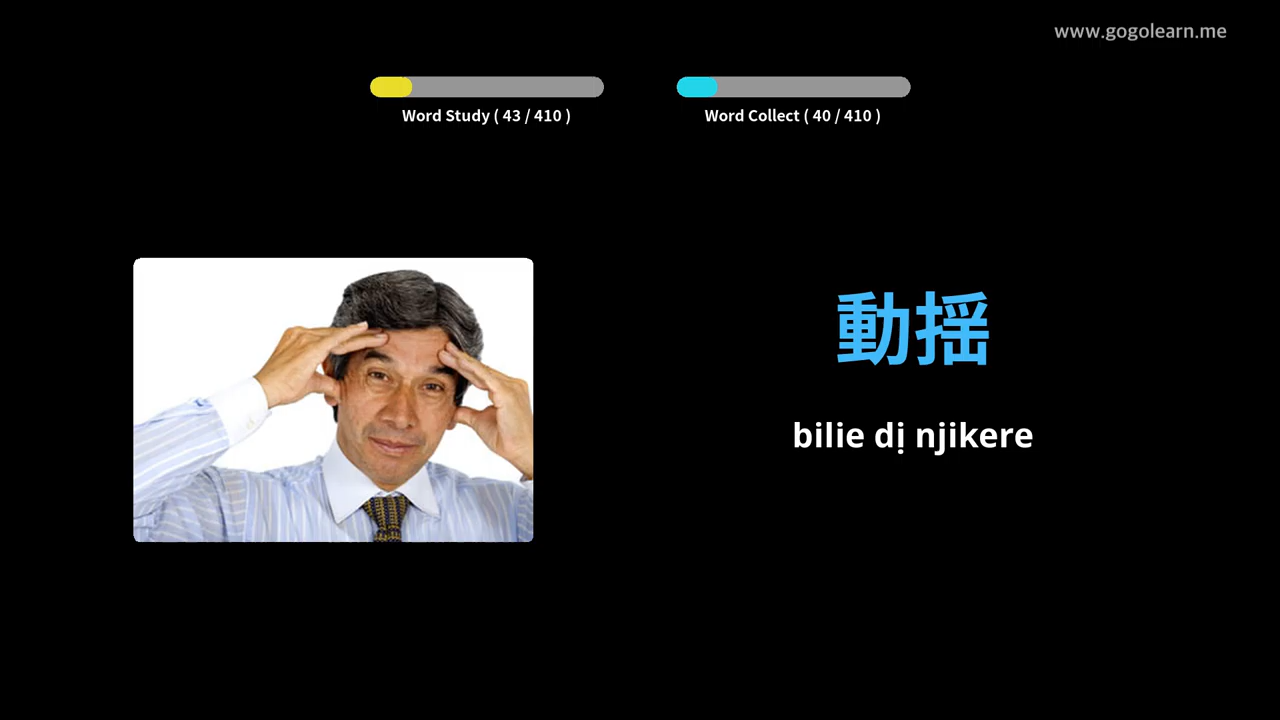 www.gogolearn.me
Word Study ( 43 / 410 )
Word Collect ( 40 / 410 )
動揺
bilie dị njikere